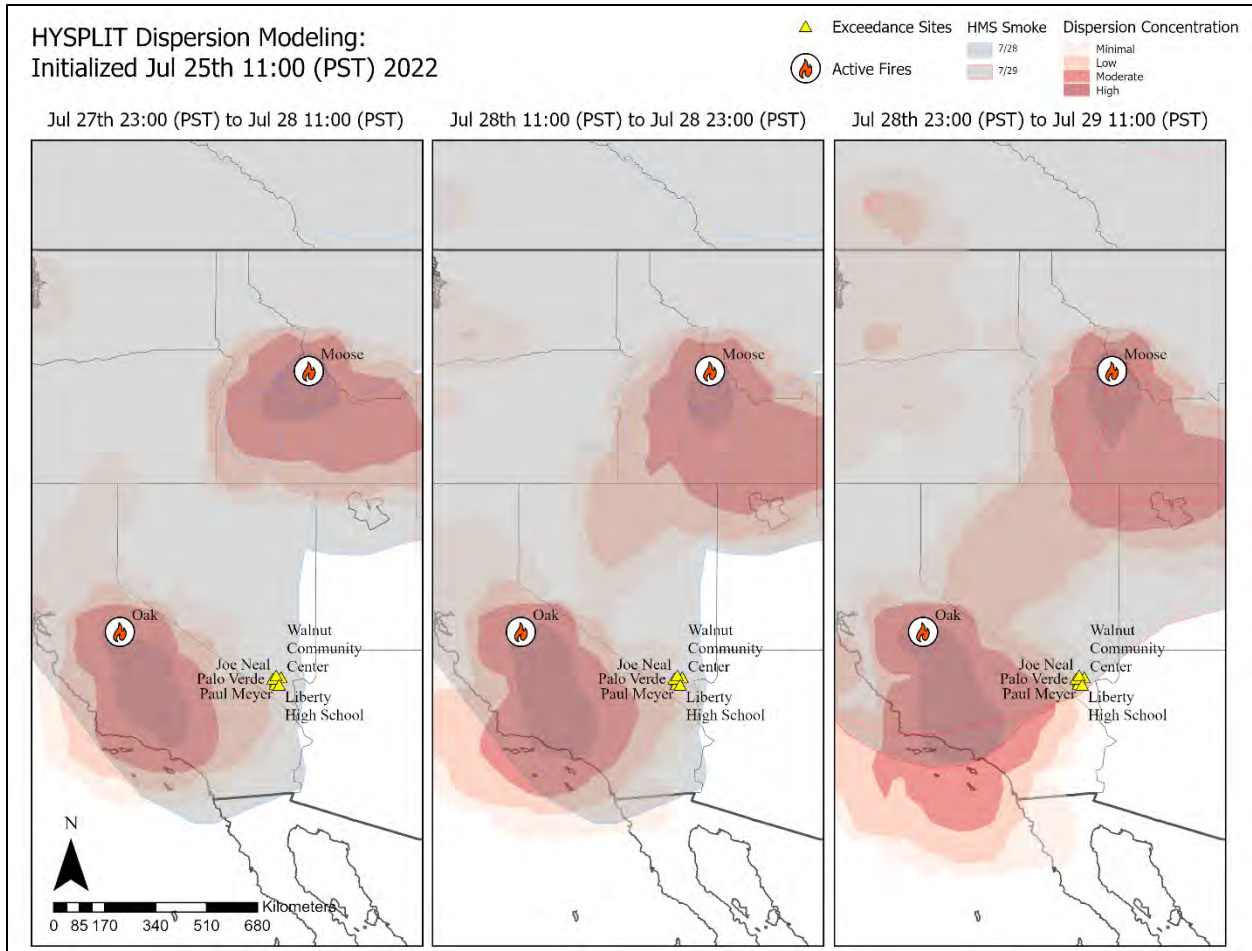 HYSPLIT Dispersion Modeling:
Initialized Jul 25th 11:00 (PST) 2022
Exceedance Sites
Active Fires
HMS Smoke
7/28
7/29
Dispersion Concentration
Minimal
Low
Moderate
High
Jul 27th 23:00 (PST) to Jul 28 11:00 (PST)
Moose
Oak
Walnut
Community
Center
Joe Neal
Palo Verde
Paul Meyer
Liberty
High School
N
Kilometers
0 85 170 340 510 680
Jul 28th 11:00 (PST) to Jul 28 23:00 (PST)
Moose
Oak
Walnut
Community
Center
Joe Neal
Palo Verde
Paul Meyer
Liberty
High School
Jul 28th 23:00 (PST) to Jul 29 11:00 (PST)
Moose
Oak
Walnut
Community
Center
Joe Neal
Palo Verde
Paul Meyer
Liberty
High School